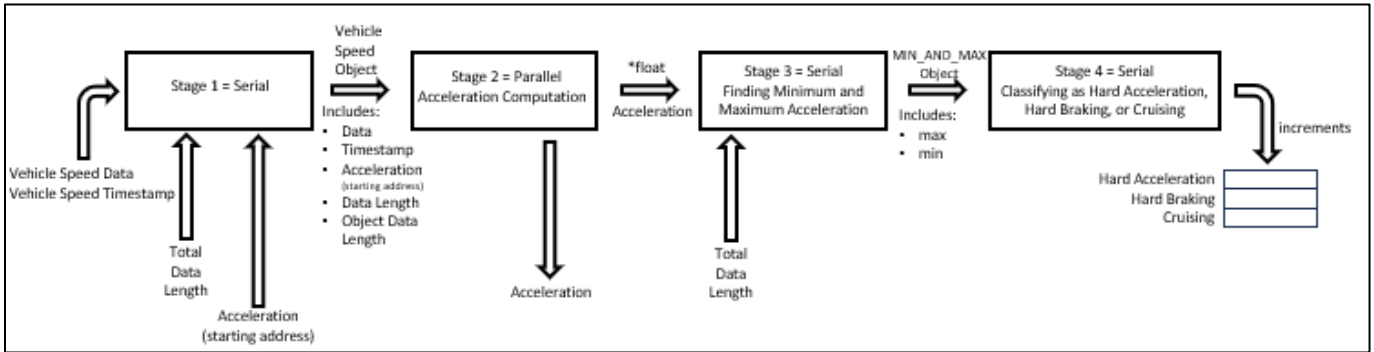 Stage 1 = Serial
Vehicle Speed Data
Vehicle Speed Timestamp
Total
Data
Length
Acceleration
(starting address)
Vehicle
Speed
Object
Includes:
• Data
• Timestamp
• Acceleration
(starting address)
• Data Length
• Object Data
Length
Stage 2 = Parallel
Acceleration Computation
Acceleration
*float
Acceleration
Stage 3 = Serial
Finding Minimum and
Maximum Acceleration
Total
Data
Length
MIN_AND_MAX
Object
Includes:
• max
• min
Stage 4 = Serial
Classifying as Hard Acceleration,
Hard Braking, or Cruising
increments
Hard Acceleration
Hard Braking
Cruising